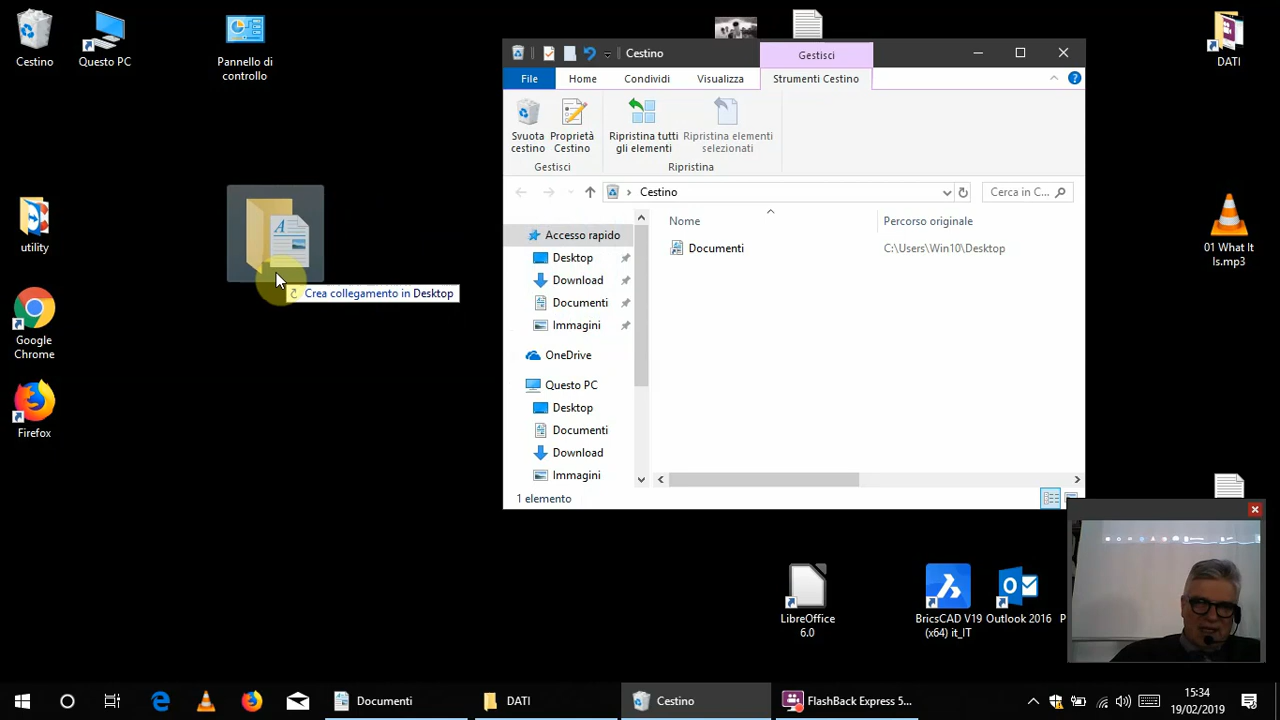 Cestino
Questo PC
Pannello di
controllo
DATI
utility
Google
Chrome
Firefox
Crea collegamento in Desktop
Cestino
Gestisci
File
Home
Condividi
Visualizza
Strumenti Cestino
Svuota
cestino
Proprietà
Cestino
Ripristina tutti
gli elementi
Ripristina elementi
selezionati
Gestisci
Ripristina
Cestino
Cerca in C...
Accesso rapido
Desktop
Download
Documenti
Immagini
OneDrive
Questo PC
Desktop
Documenti
Download
Immagini
Nome
Percorso originale
Documenti
C:\Users\Win10\Desktop
1 elemento
01 What It
Is.mp3
LibreOffice
6.0
BricsCAD V19
(x64) it_IT
Outlook 2016
P
Documenti
DATI
Cestino
FlashBack Express 5...
15:34
19/02/2019